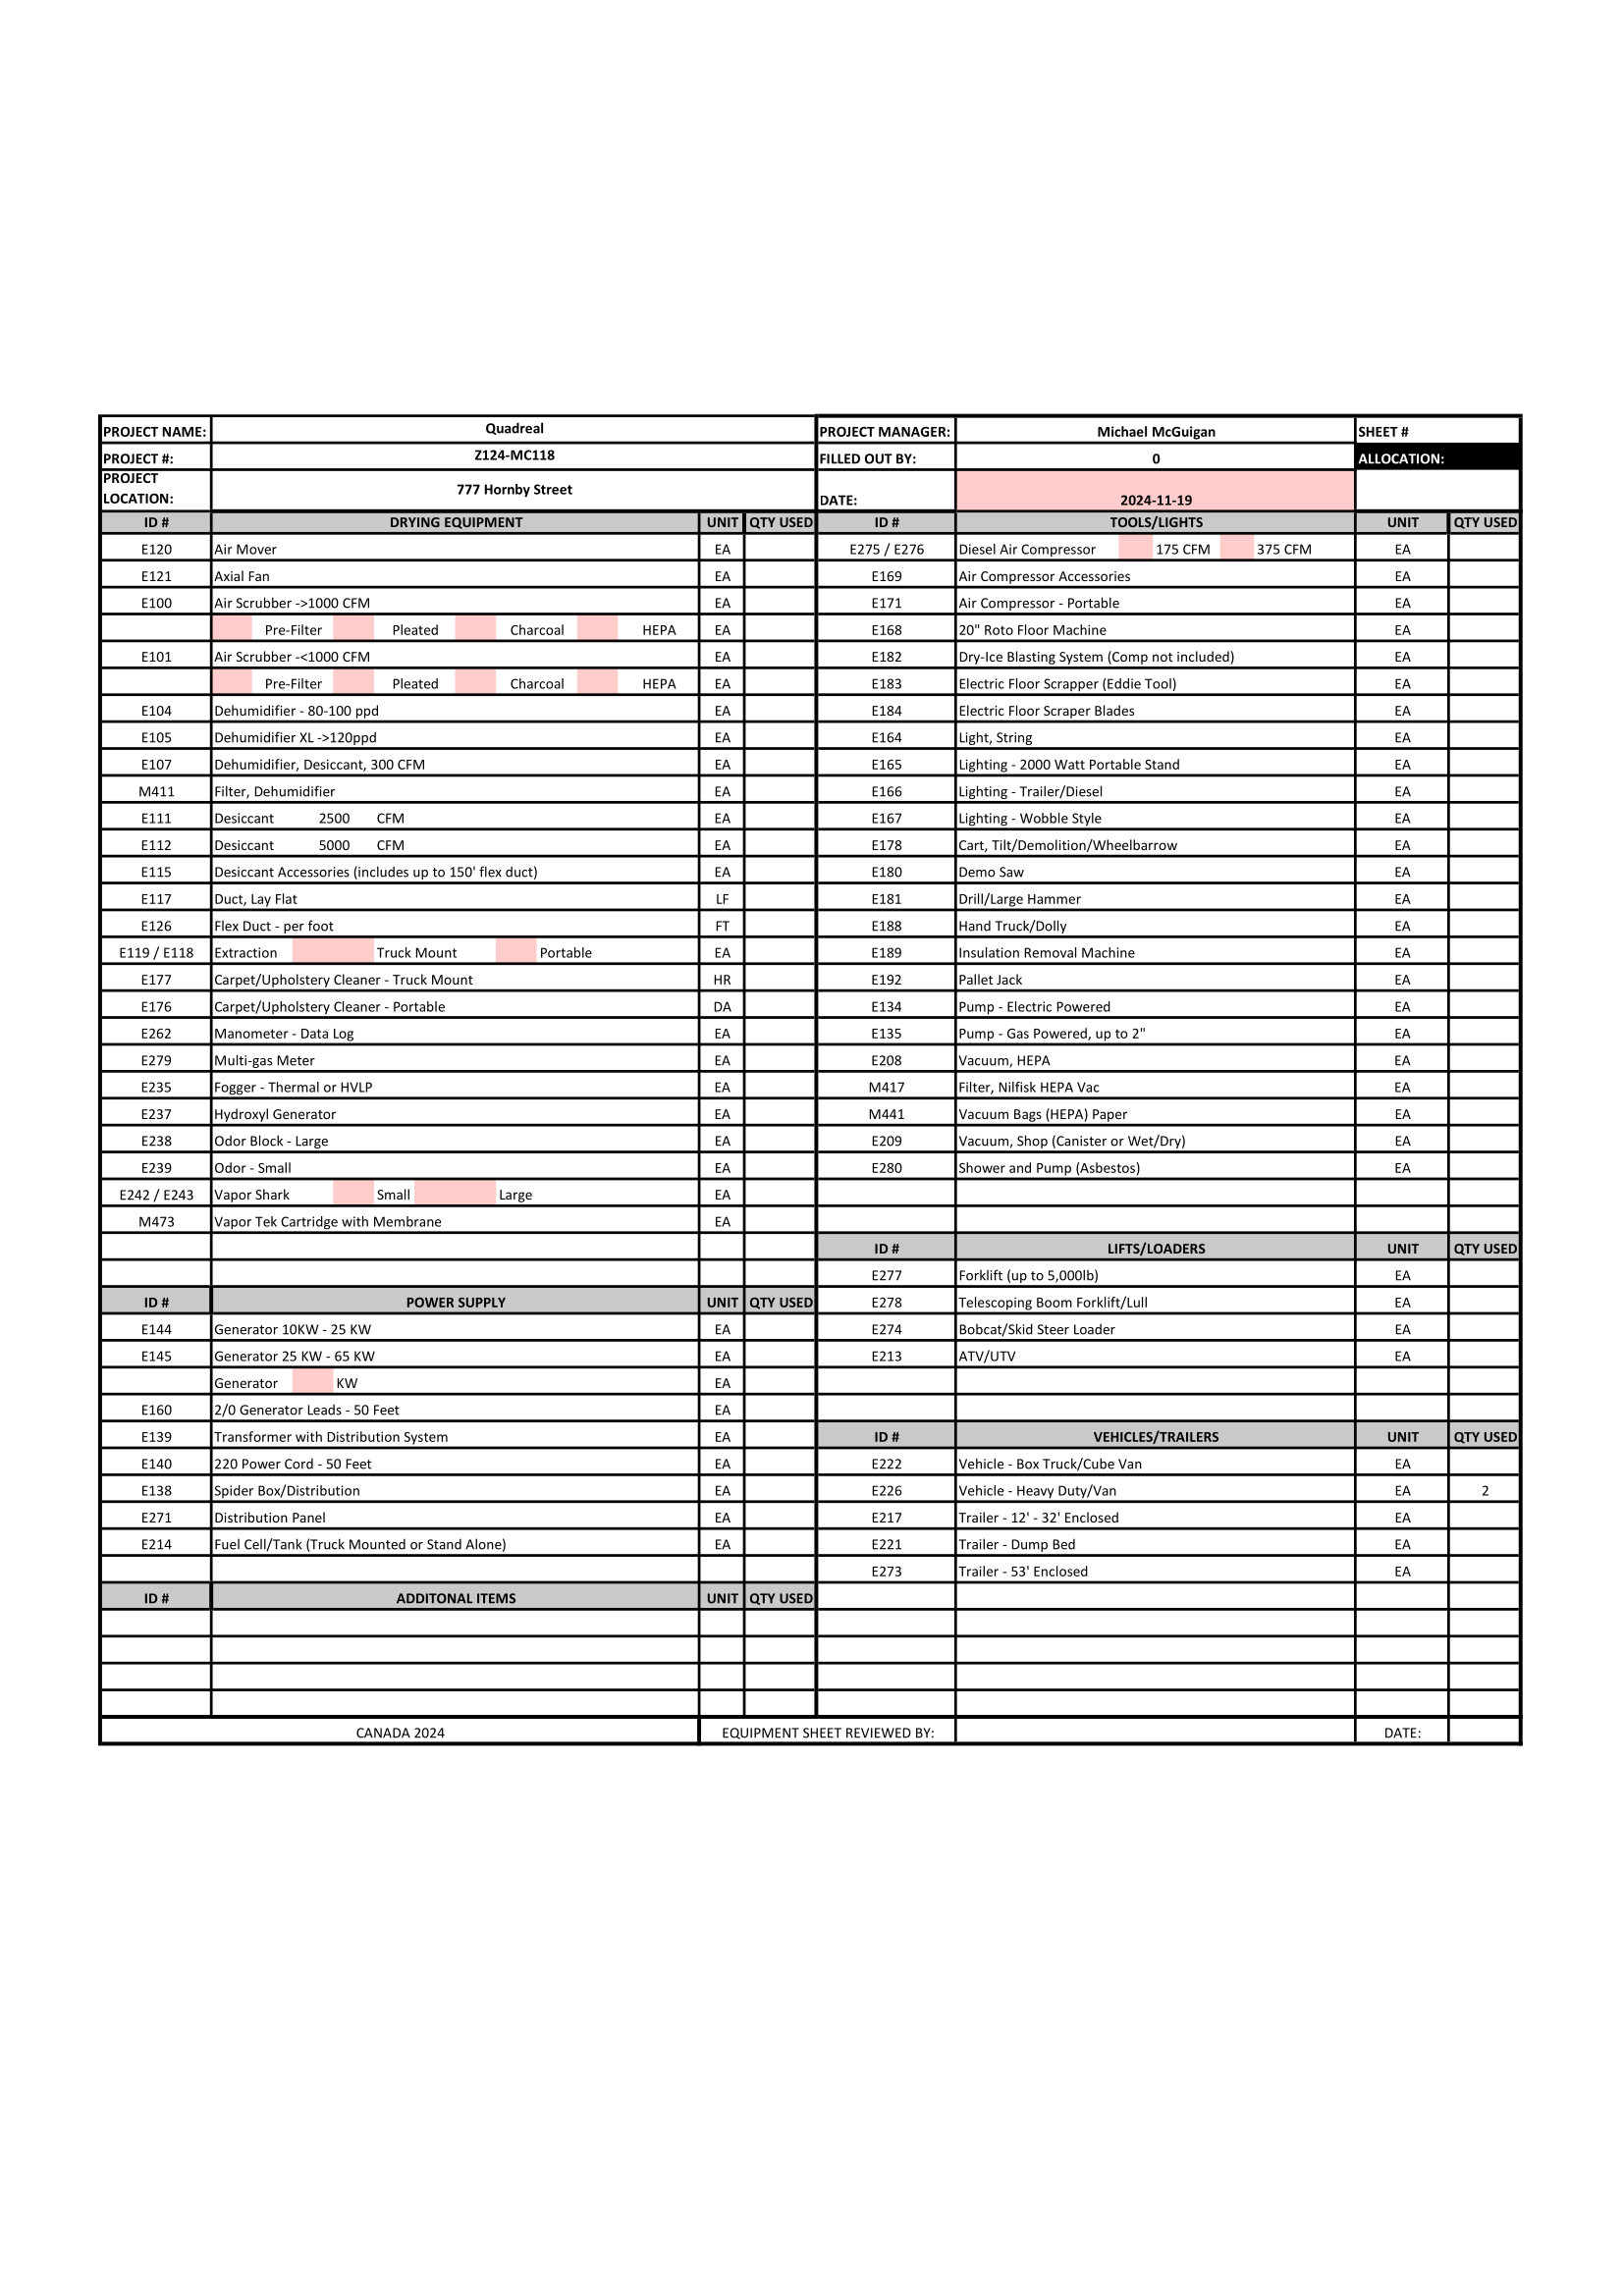 PROJECT NAME: Quadreal PROJECT MANAGER: Michael McGuigan SHEET #
PROJECT #: Z124-MC118 FILLED OUT BY: 0 ALLOCATION:
PROJECT
LOCATION: 777 Hornby Street DATE: 2024-11-19
ID # DRYING EQUIPMENT UNIT QTY USED ID # TOOLS/LIGHTS UNIT QTY USED
E120 Air Mover EA E275 / E276 Diesel Air Compressor 175 CFM 375 CFM EA
E121 Axial Fan EA E169 Air Compressor Accessories EA
E100 Air Scrubber ->1000 CFM EA E171 Air Compressor - Portable EA
Pre-Filter Pleated Charcoal HEPA EA E168 20" Roto Floor Machine EA
E101 Air Scrubber -<1000 CFM EA E182 Dry-Ice Blasting System (Comp not included) EA
Pre-Filter Pleated Charcoal HEPA EA E183 Electric Floor Scrapper (Eddie Tool) EA
E104 Dehumidifier - 80-100 ppd EA E184 Electric Floor Scraper Blades EA
E105 Dehumidifier XL ->120ppd EA E164 Light, String EA
E107 Dehumidifier, Desiccant, 300 CFM EA E165 Lighting - 2000 Watt Portable Stand EA
M411 Filter, Dehumidifier EA E166 Lighting - Trailer/Diesel EA
E111 Desiccant 2500 CFM EA E167 Lighting - Wobble Style EA
E112 Desiccant 5000 CFM EA E178 Cart, Tilt/Demolition/Wheelbarrow EA
E115 Desiccant Accessories (includes up to 150' flex duct) EA E180 Demo Saw EA
E117 Duct, Lay Flat LF E181 Drill/Large Hammer EA
E126 Flex Duct - per foot FT E188 Hand Truck/Dolly EA
E119 / E118 Extraction Truck Mount Portable EA E189 Insulation Removal Machine EA
E177 Carpet/Upholstery Cleaner - Truck Mount HR E192 Pallet Jack EA
E176 Carpet/Upholstery Cleaner - Portable DA E134 Pump - Electric Powered EA
E262 Manometer - Data Log EA E135 Pump - Gas Powered, up to 2" EA
E279 Multi-gas Meter EA E208 Vacuum, HEPA EA
E235 Fogger - Thermal or HVLP EA M417 Filter, Nilfisk HEPA Vac EA
E237 Hydroxyl Generator EA M441 Vacuum Bags (HEPA) Paper EA
E238 Odor Block - Large EA E209 Vacuum, Shop (Canister or Wet/Dry) EA
E239 Odor - Small EA E280 Shower and Pump (Asbestos) EA
E242 / E243 Vapor Shark Small Large EA
M473 Vapor Tek Cartridge with Membrane EA
ID # LIFTS/LOADERS UNIT QTY USED
E277 Forklift (up to 5,000lb) EA
ID # POWER SUPPLY UNIT QTY USED E278 Telescoping Boom Forklift/Lull EA
E144 Generator 10KW - 25 KW EA E274 Bobcat/Skid Steer Loader EA
E145 Generator 25 KW - 65 KW EA E213 ATV/UTV EA
Generator KW EA
E160 2/0 Generator Leads - 50 Feet EA
E139 Transformer with Distribution System EA ID # VEHICLES/TRAILERS UNIT QTY USED
E140 220 Power Cord - 50 Feet EA E222 Vehicle - Box Truck/Cube Van EA
E138 Spider Box/Distribution EA E226 Vehicle - Heavy Duty/Van EA 2
E271 Distribution Panel EA E217 Trailer - 12' - 32' Enclosed EA
E214 Fuel Cell/Tank (Truck Mounted or Stand Alone) EA E221 Trailer - Dump Bed EA
E273 Trailer - 53' Enclosed EA
ID # ADDITONAL ITEMS UNIT QTY USED
CANADA 2024 EQUIPMENT SHEET REVIEWED BY: DATE: